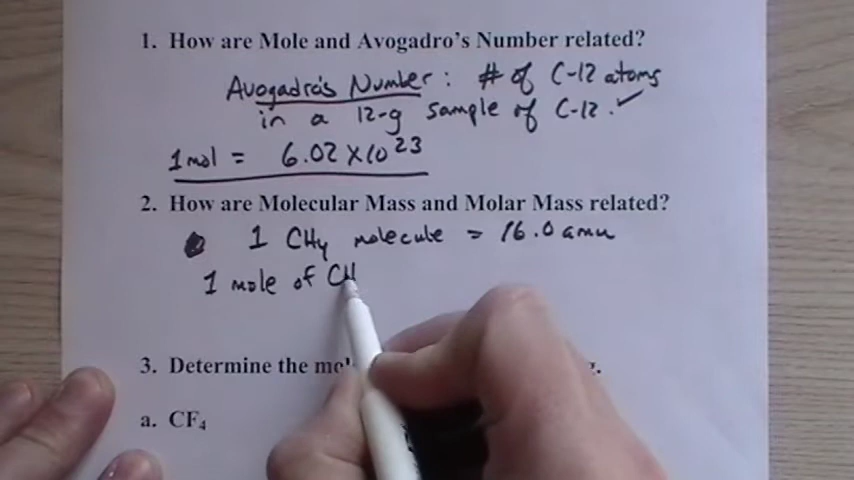 1. How are Mole and Avogadro's Number related?
Avogadro's Number : # of C-12 atoms
in a 12-g sample of C-12. ✓
1 mol = 6.02 x 10²³
2. How are Molecular Mass and Molar Mass related?
1 CH₄ molecule = 16.0 amu
1 mole of CH
3. Determine the
a. CF₄